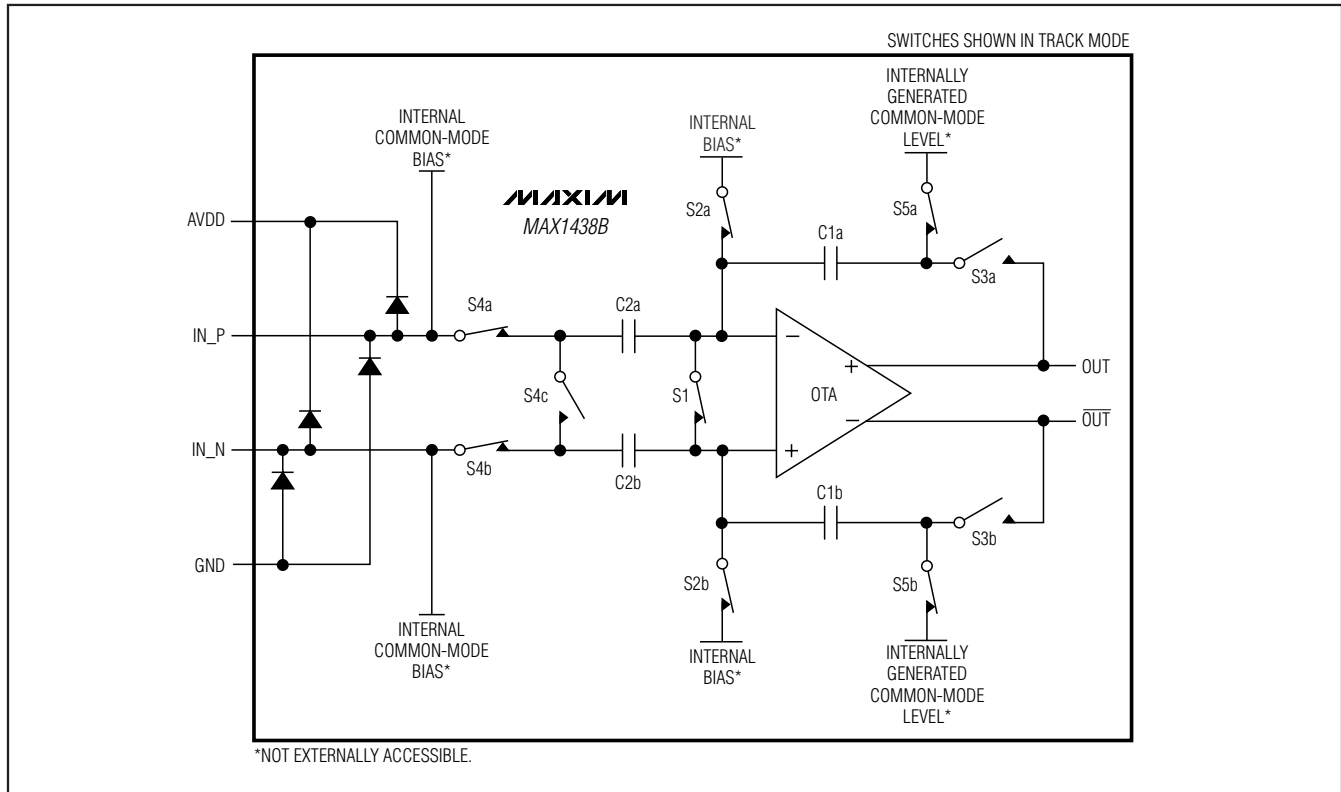 SWITCHES SHOWN IN TRACK MODE
INTERNALLY
GENERATED
COMMON-MODE
LEVEL*
INTERNAL
COMMON-MODE
BIAS*
INTERNAL
BIAS*
MAXIM
MAX1438B
AVDD
S2a
S5a
C1a
S3a
S4a
C2a
IN_P
S4c
S1
OTA
−
+
OUT
−
OUT
+
IN_N
S4b
C2b
C1b
S3b
GND
S2b
S5b
INTERNAL
COMMON-MODE
BIAS*
INTERNAL
BIAS*
INTERNALLY
GENERATED
COMMON-MODE
LEVEL*
*NOT EXTERNALLY ACCESSIBLE.